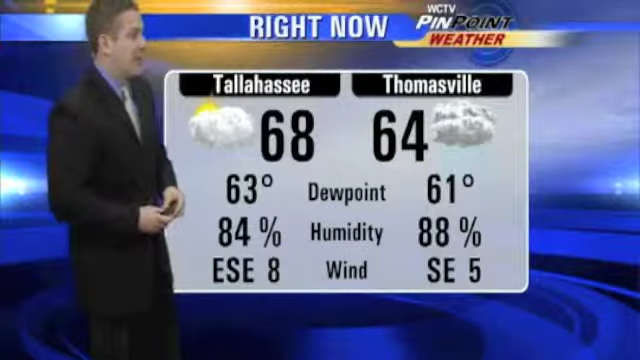 RIGHT NOW
WCTV
PINPOINT
WEATHER
Tallahassee Thomasville
68 64
63° Dewpoint 61°
84 % Humidity 88 %
ESE 8 Wind SE 5